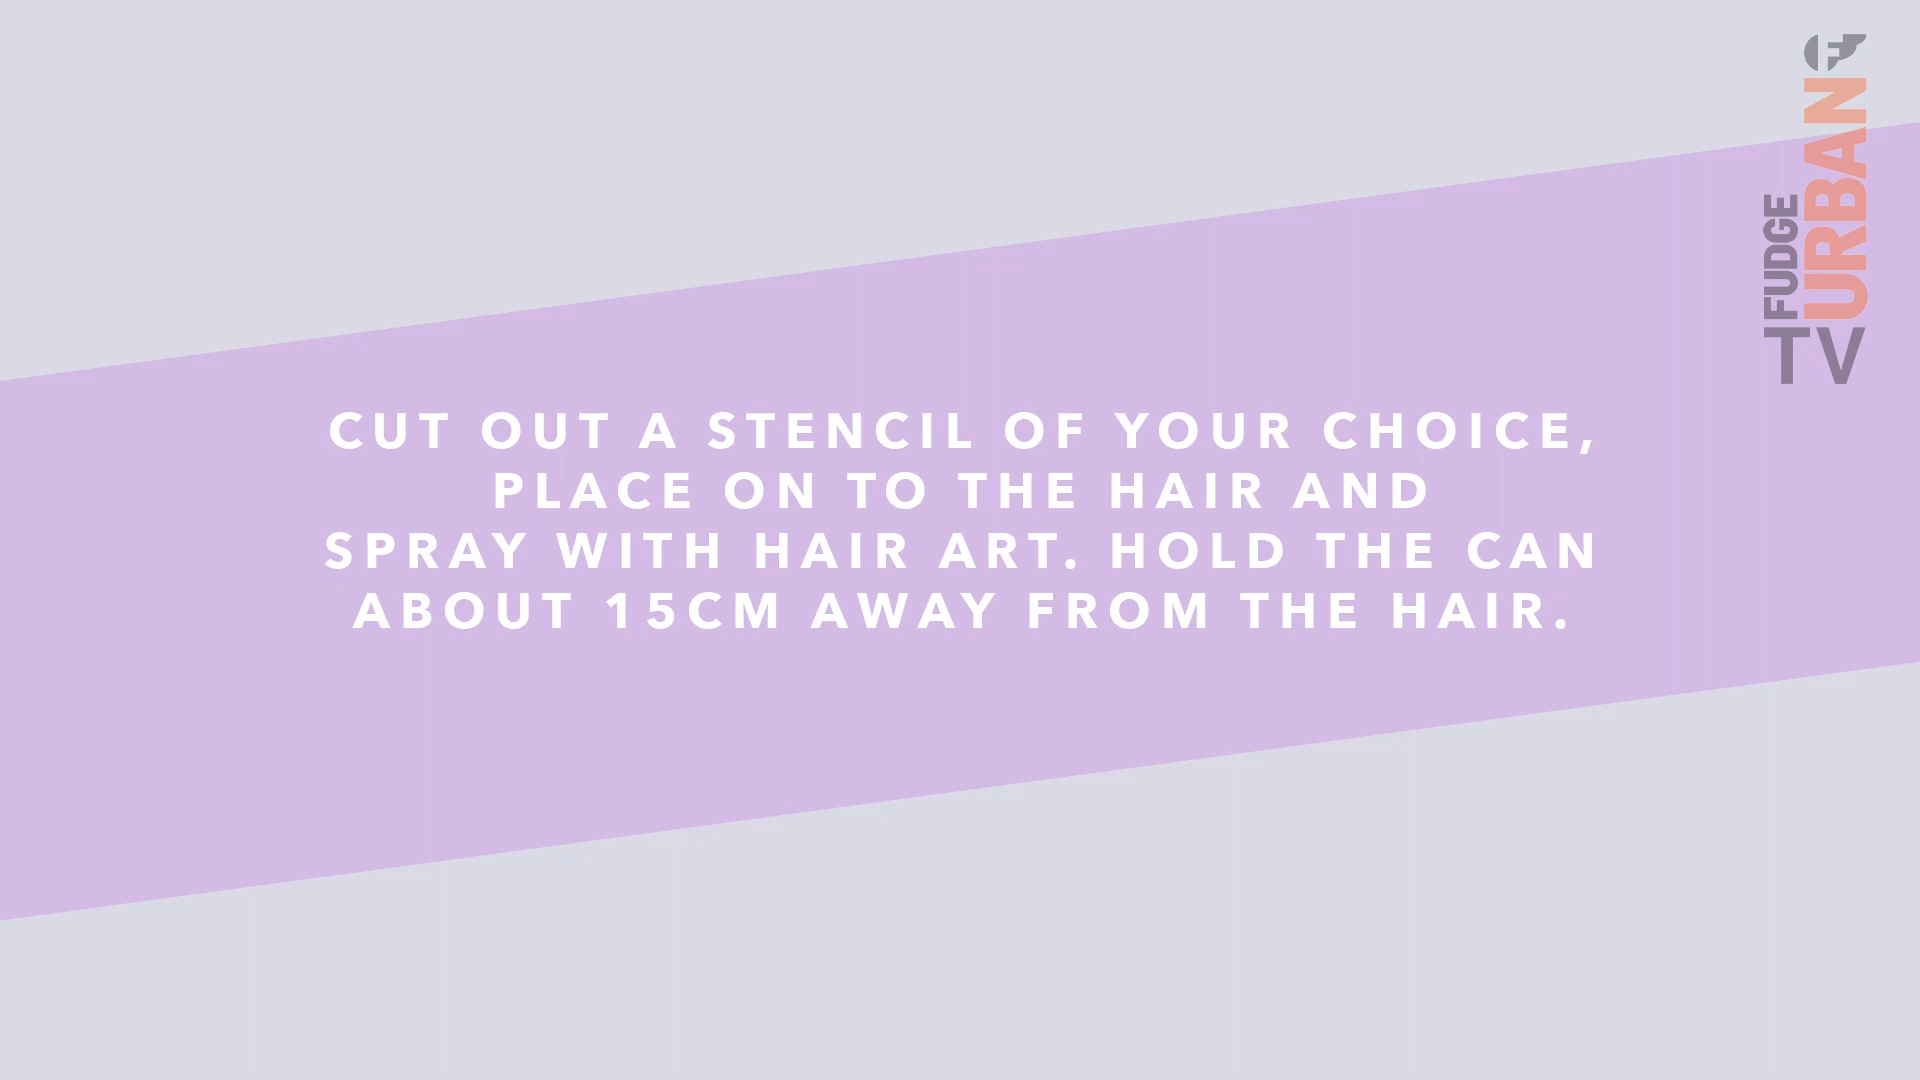 CUT OUT A STENCIL OF YOUR CHOICE,
PLACE ON TO THE HAIR AND
SPRAY WITH HAIR ART. HOLD THE CAN
ABOUT 15CM AWAY FROM THE HAIR.
FUDGE
URBAN
TV